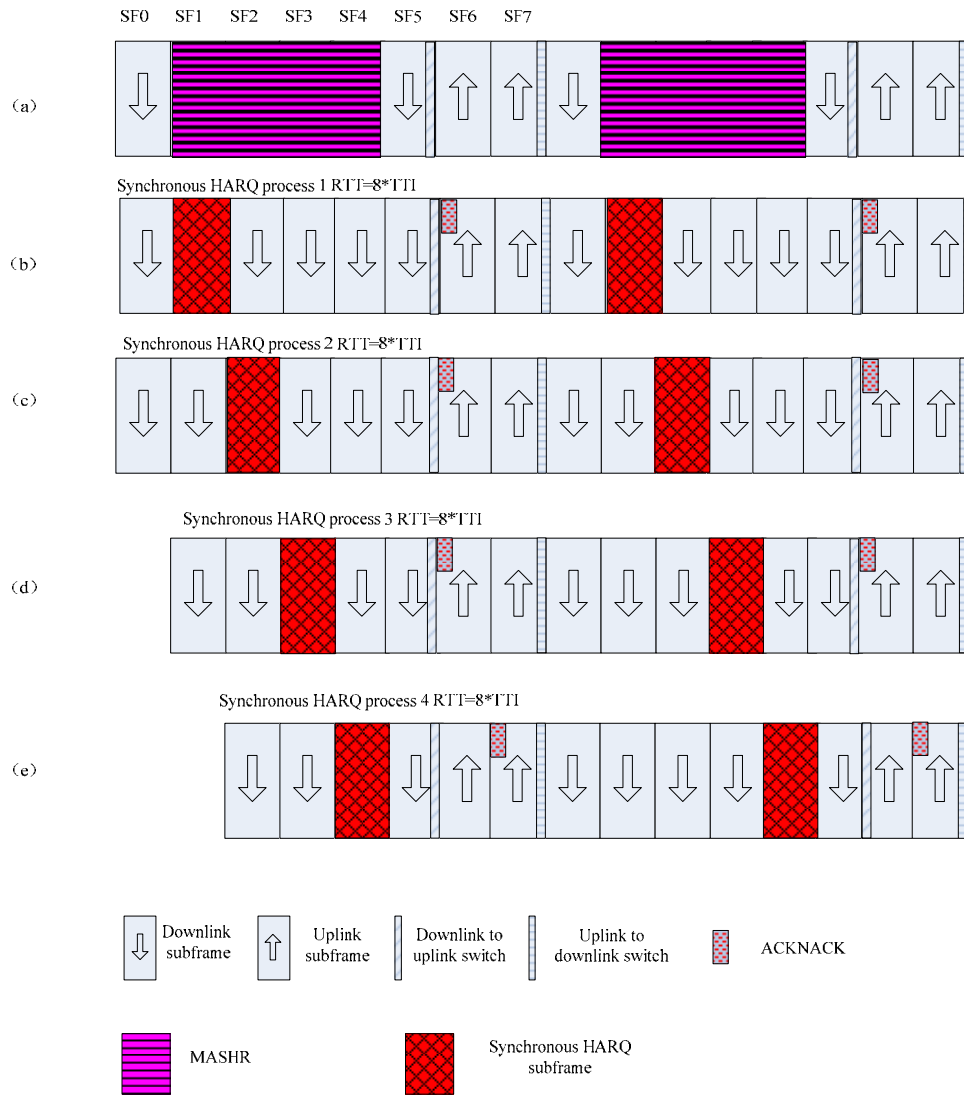 SF0 SF1 SF2 SF3 SF4 SF5 SF6 SF7
(a)
Synchronous HARQ process 1 RTT=8*TTI
(b)
Synchronous HARQ process 2 RTT=8*TTI
(c)
Synchronous HARQ process 3 RTT=8*TTI
(d)
Synchronous HARQ process 4 RTT=8*TTI
(e)
Downlink
subframe
Uplink
subframe
Downlink to
uplink switch
Uplink to
downlink switch
ACKNACK
MASHR
Synchronous HARQ
subframe